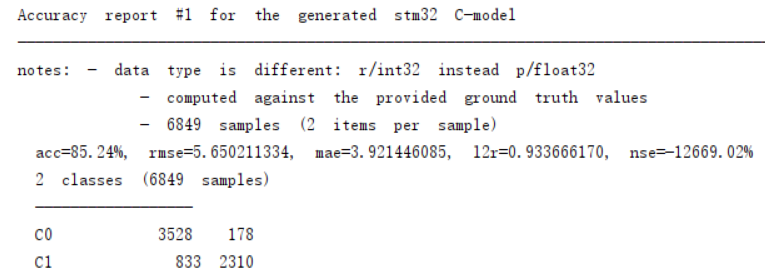 Accuracy report #1 for the generated stm32 C-model
notes: - data type is different: r/int32 instead p/float32
- computed against the provided ground truth values
- 6849 samples (2 items per sample)
acc=85.24%, rmse=5.650211334, mae=3.921446085, l2r=0.933666170, nse=-12669.02%
2 classes (6849 samples)
C0 3528 178
C1 833 2310